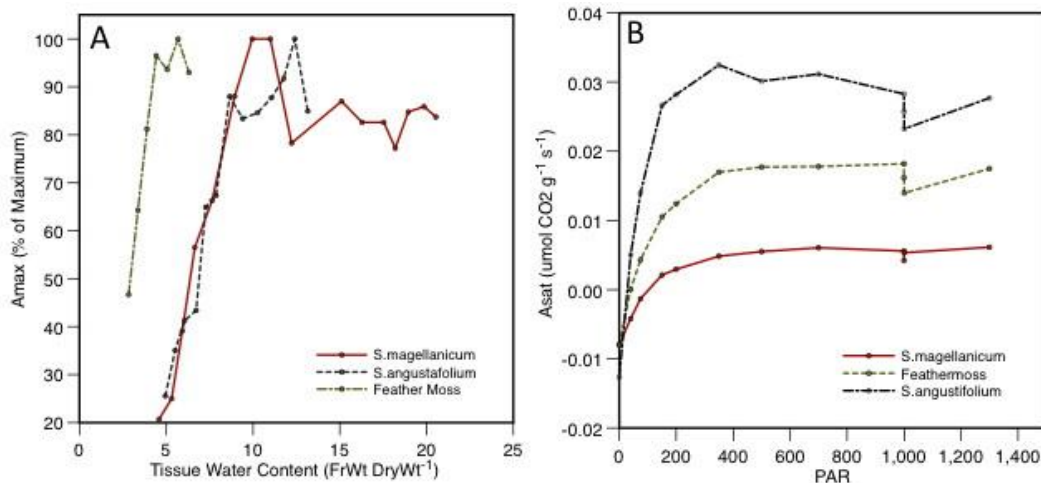 A
Amax (% of Maximum)
100
90
80
70
60
50
40
30
20
0
5
10
15
20
25
Tissue Water Content (FrWt DryWt⁻¹)
S.magellanicum
S.angustafolium
Feather Moss
B
Asat (umol CO2 g⁻¹ s⁻¹)
0.04
0.03
0.02
0.01
0.00
-0.01
-0.02
0
200
400
600
800
1,000
1,200
1,400
PAR
S.magellanicum
Feathermoss
S.angustifolium